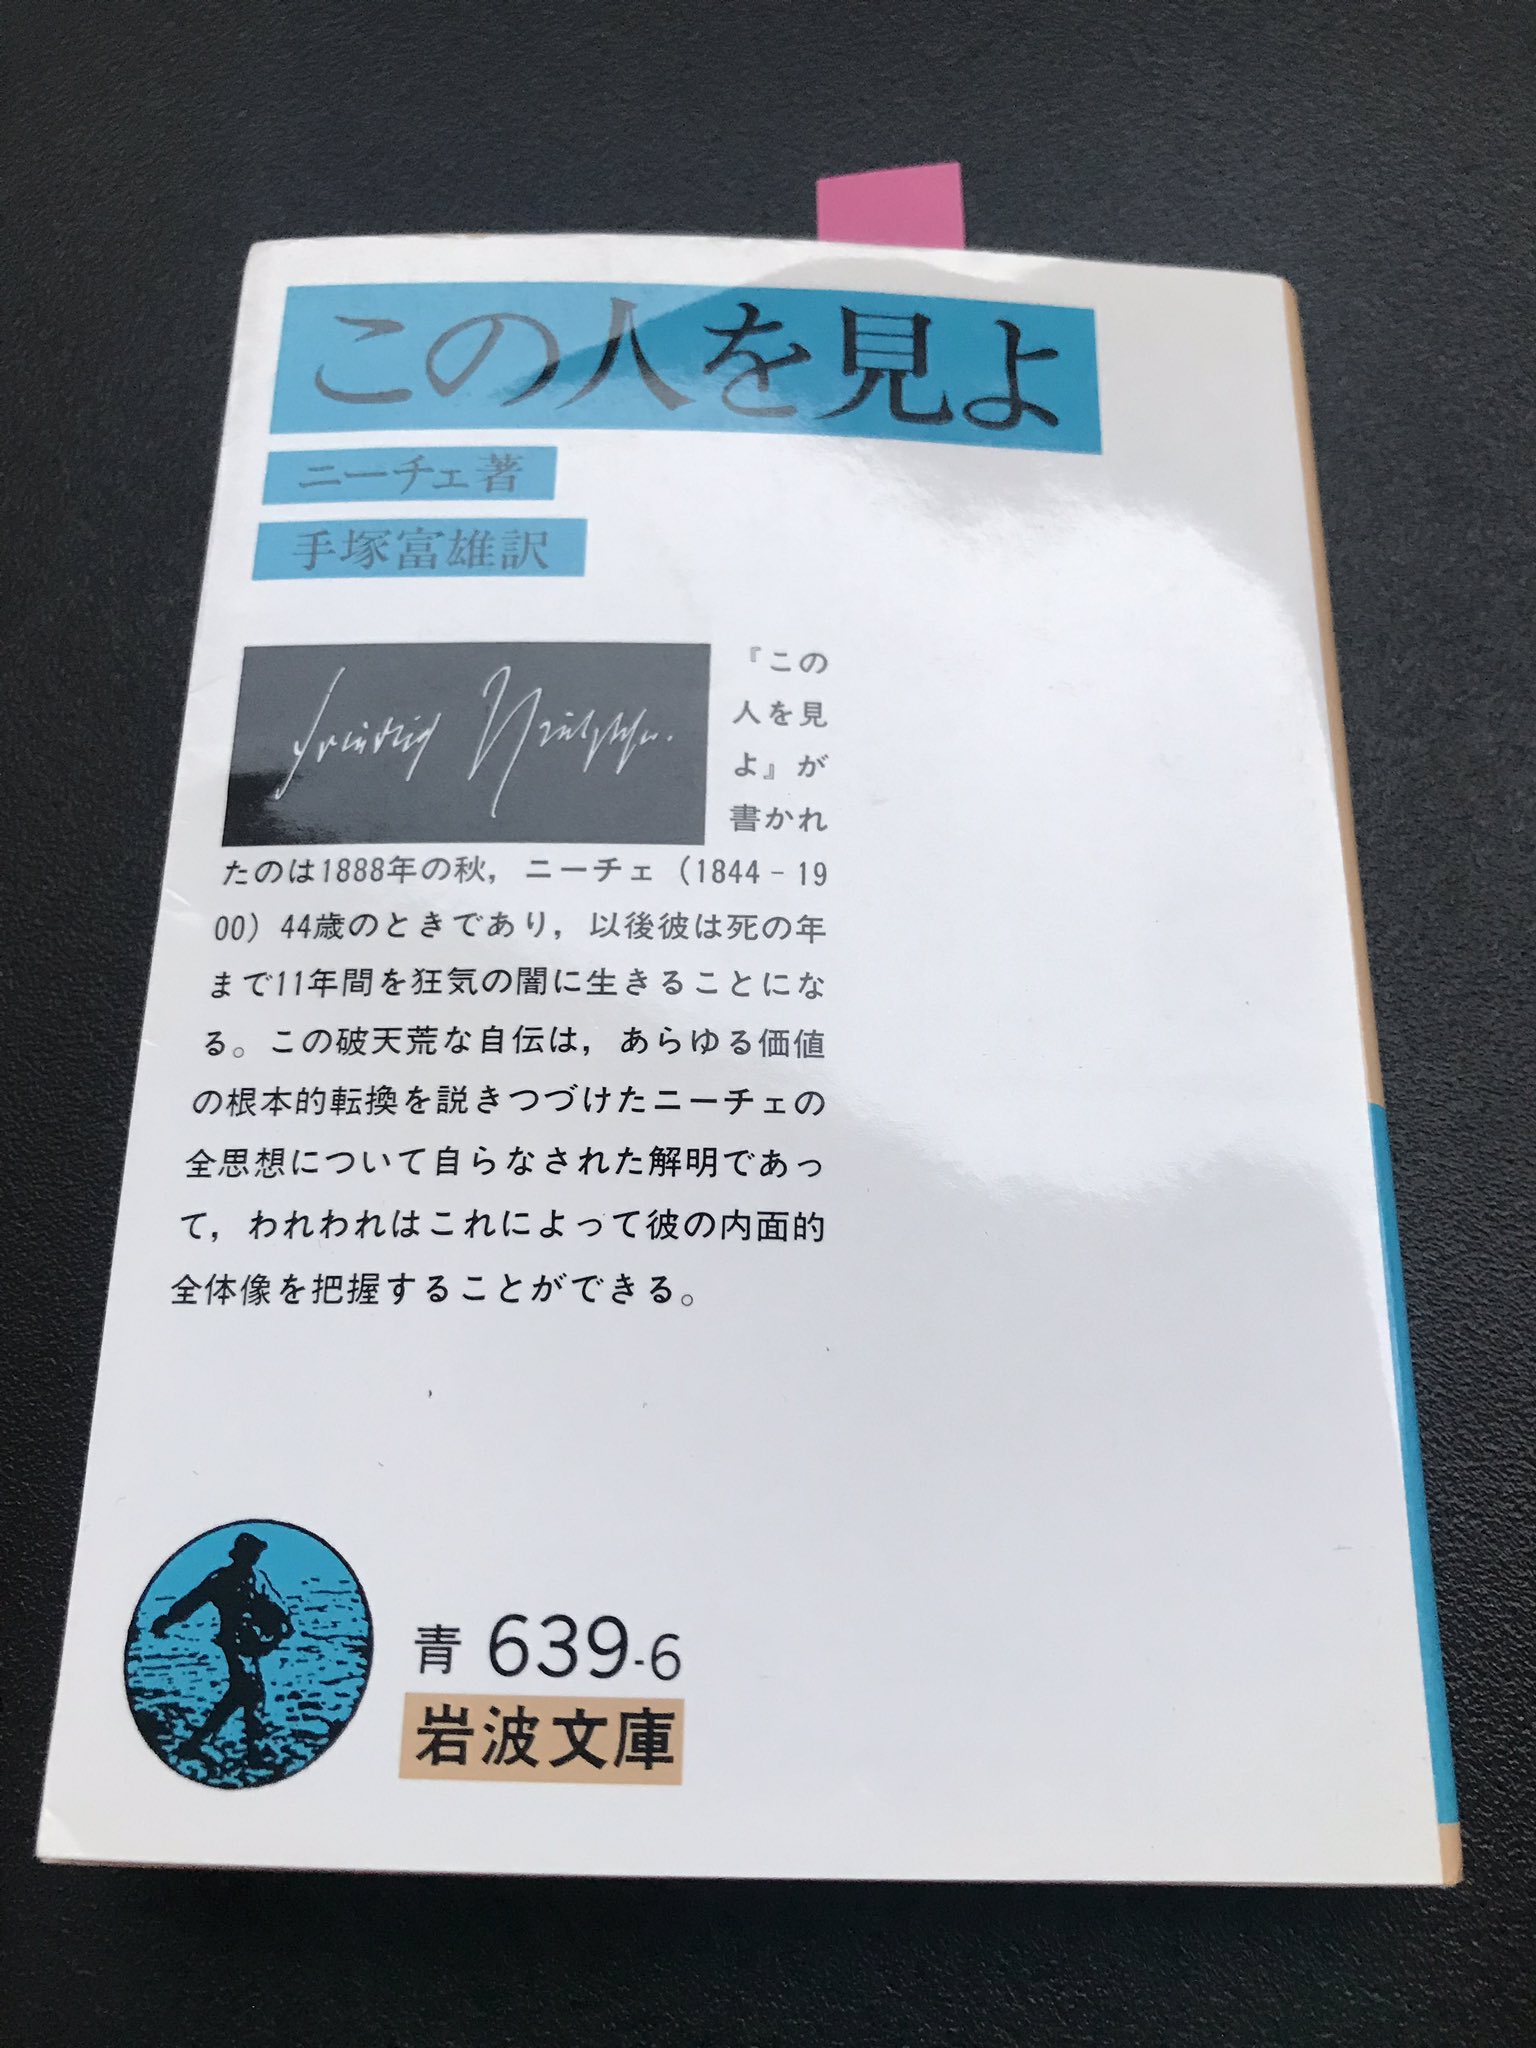 この人を見よ
ニーチェ著
手塚富雄訳
Friedrich Nietzsche.
『この
人を見
よ』が
書かれ
たのは1888年の秋，ニーチェ（1844－19
00）44歳のときであり，以後彼は死の年
まで11年間を狂気の闇に生きることにな
る。この破天荒な自伝は，あらゆる価値
の根本的転換を説きつづけたニーチェの
全思想について自らなされた解明であっ
て，われわれはこれによって彼の内面的
全体像を把握することができる。
青 639-6
岩波文庫